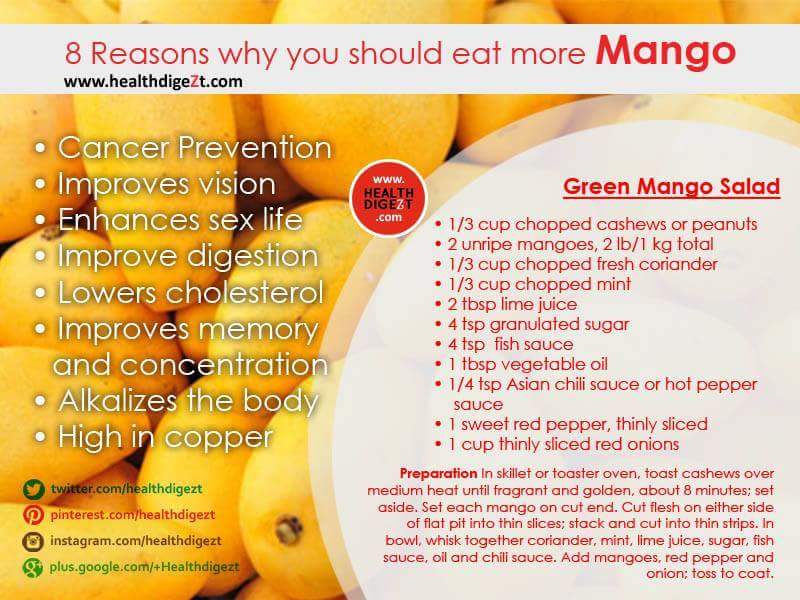 8 Reasons why you should eat more Mango
www.healthdigeZt.com
• Cancer Prevention
• Improves vision
• Enhances sex life
• Improve digestion
• Lowers cholesterol
• Improves memory
and concentration
• Alkalizes the body
• High in copper
www.
HEALTH
DIGEZT
.com
Green Mango Salad
• 1/3 cup chopped cashews or peanuts
• 2 unripe mangoes, 2 lb/1 kg total
• 1/3 cup chopped fresh coriander
• 1/3 cup chopped mint
• 2 tbsp lime juice
• 4 tsp granulated sugar
• 4 tsp fish sauce
• 1 tbsp vegetable oil
• 1/4 tsp Asian chili sauce or hot pepper
sauce
• 1 sweet red pepper, thinly sliced
• 1 cup thinly sliced red onions
Preparation In skillet or toaster oven, toast cashews over
medium heat until fragrant and golden, about 8 minutes; set
aside. Set each mango on cut end. Cut flesh on either side
of flat pit into thin slices; stack and cut into thin strips. In
bowl, whisk together coriander, mint, lime juice, sugar, fish
sauce, oil and chili sauce. Add mangoes, red pepper and
onion; toss to coat.
twitter.com/healthdigezt
pinterest.com/healthdigezt
instagram.com/healthdigezt
plus.google.com/+Healthdigezt